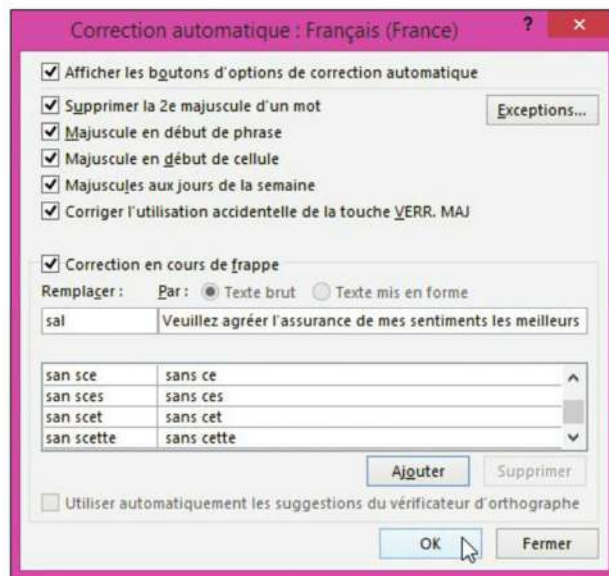 Correction automatique : Français (France) ? ×
Afficher les boutons d'options de correction automatique
Supprimer la 2e majuscule d'un mot Exceptions...
Majuscule en début de phrase
Majuscule en début de cellule
Majuscules aux jours de la semaine
Corriger l'utilisation accidentelle de la touche VERR. MAJ
Correction en cours de frappe
Remplacer : Par : Texte brut Texte mis en forme
sal Veuillez agréer l'assurance de mes sentiments les meilleurs
san sce sans ce
san sces sans ces
san scet sans cet
san scette sans cette
Ajouter Supprimer
Utiliser automatiquement les suggestions du vérificateur d'orthographe
OK Fermer